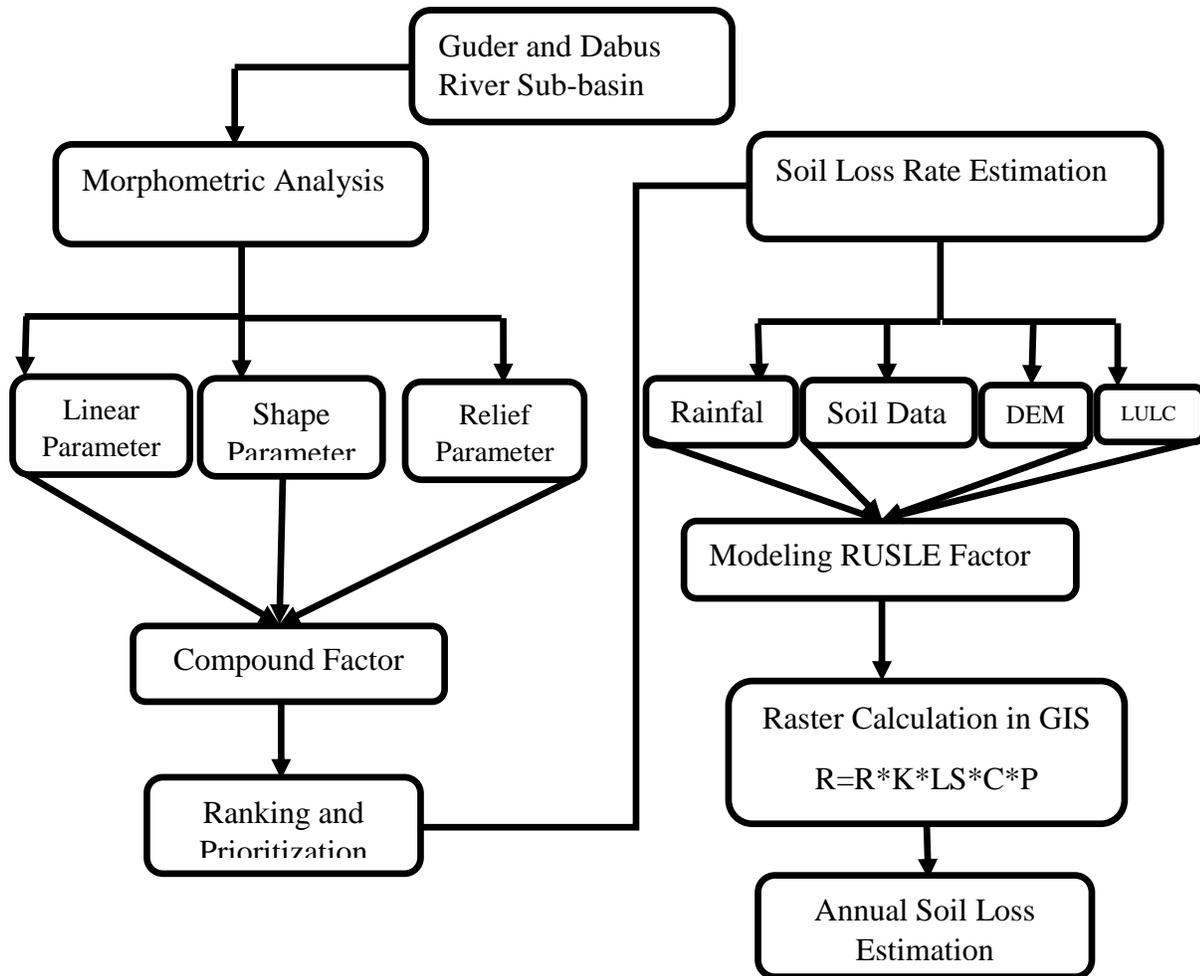 Guder and Dabus
River Sub-basin
Morphometric Analysis
Soil Loss Rate Estimation
Linear
Parameter
Shape
Parameter
Relief
Parameter
Rainfal
Soil Data
DEM
LULC
Modeling RUSLE Factor
Compound Factor
Raster Calculation in GIS
R=R*K*LS*C*P
Ranking and
Prioritization
Annual Soil Loss
Estimation